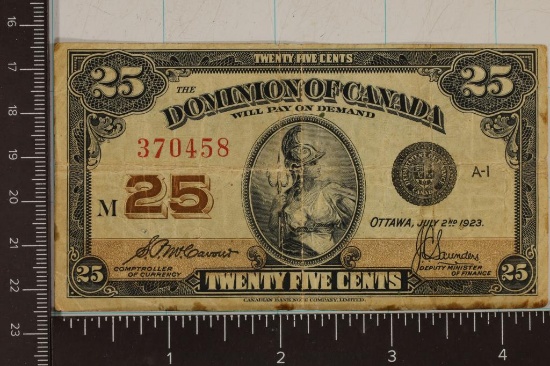 TWENTY FIVE CENTS
25 25
THE
DOMINION OF CANADA
WILL PAY ON DEMAND
370458
A-1
M 25
OTTAWA, JULY 2ND 1923.
S.P. McCavour
J.C. Saunders
COMPTROLLER OF CURRENCY
DEPUTY MINISTER OF FINANCE
25 TWENTY FIVE CENTS 25
CANADIAN BANK NOTE COMPANY, LIMITED.
16
17
18
19
20
21
22
23
1 2 3 4